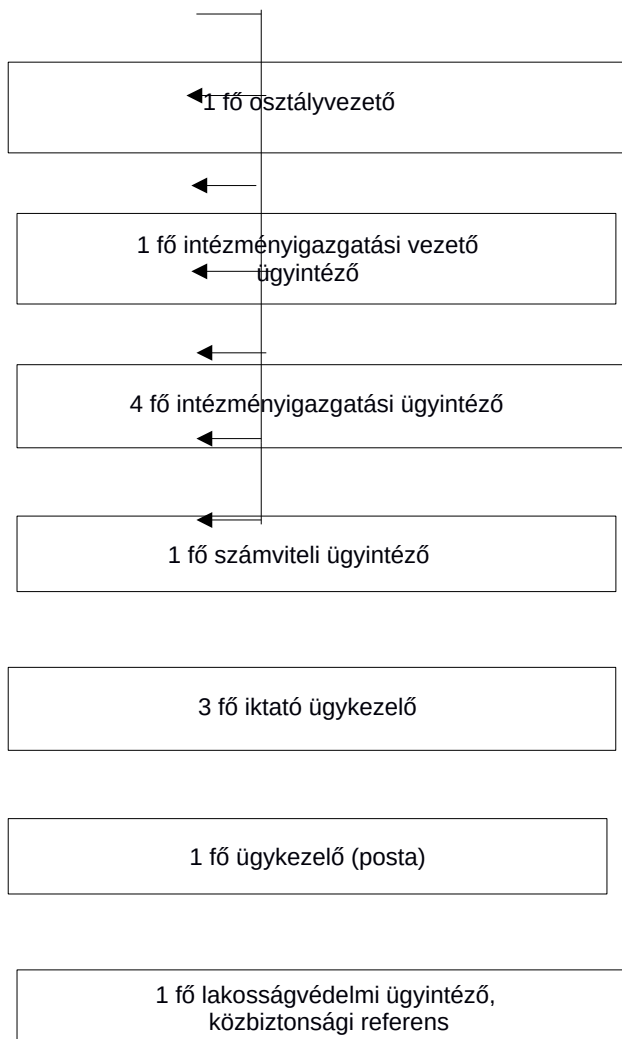 1 fő osztályvezető
1 fő intézményigazgatási vezető
ügyintéző
4 fő intézményigazgatási ügyintéző
1 fő számviteli ügyintéző
3 fő iktató ügykezelő
1 fő ügykezelő (posta)
1 fő lakosságvédelmi ügyintéző,
közbiztonsági referens